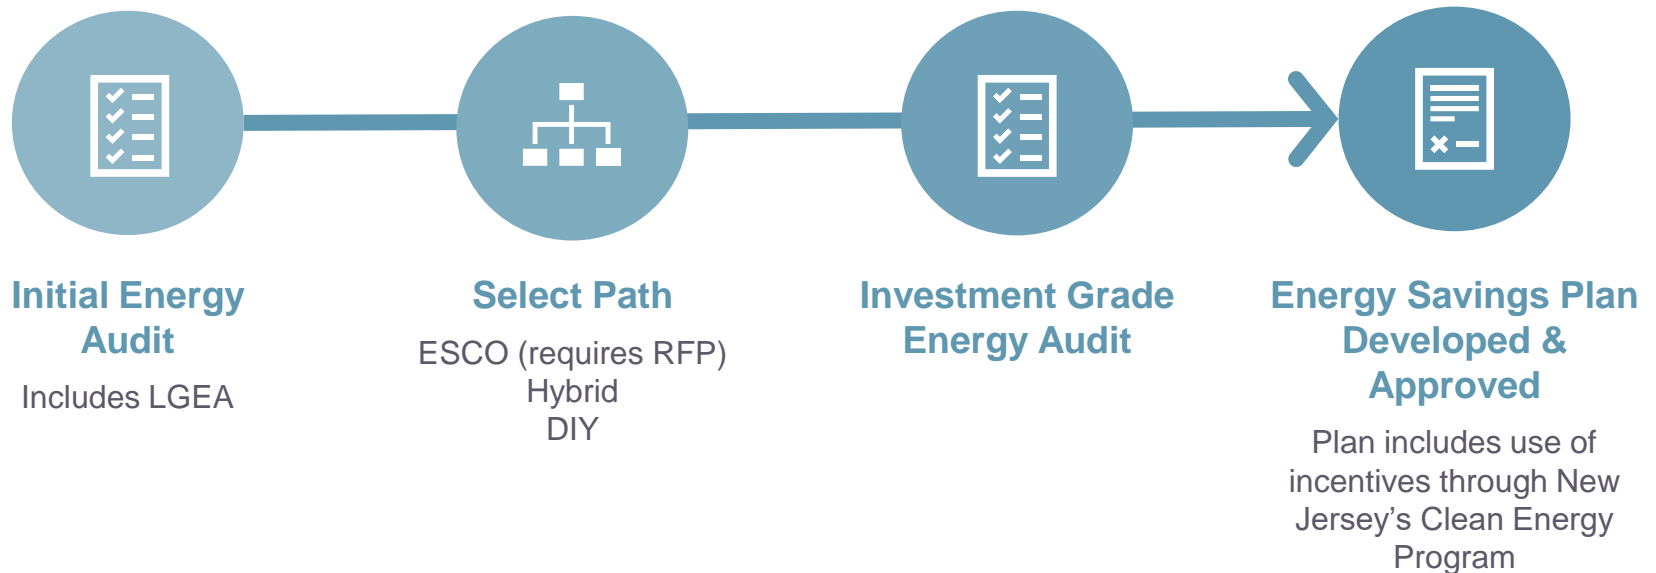 Initial Energy
Audit
Includes LGEA
Select Path
ESCO (requires RFP)
Hybrid
DIY
Investment Grade
Energy Audit
Energy Savings Plan
Developed &
Approved
Plan includes use of
incentives through New
Jersey’s Clean Energy
Program